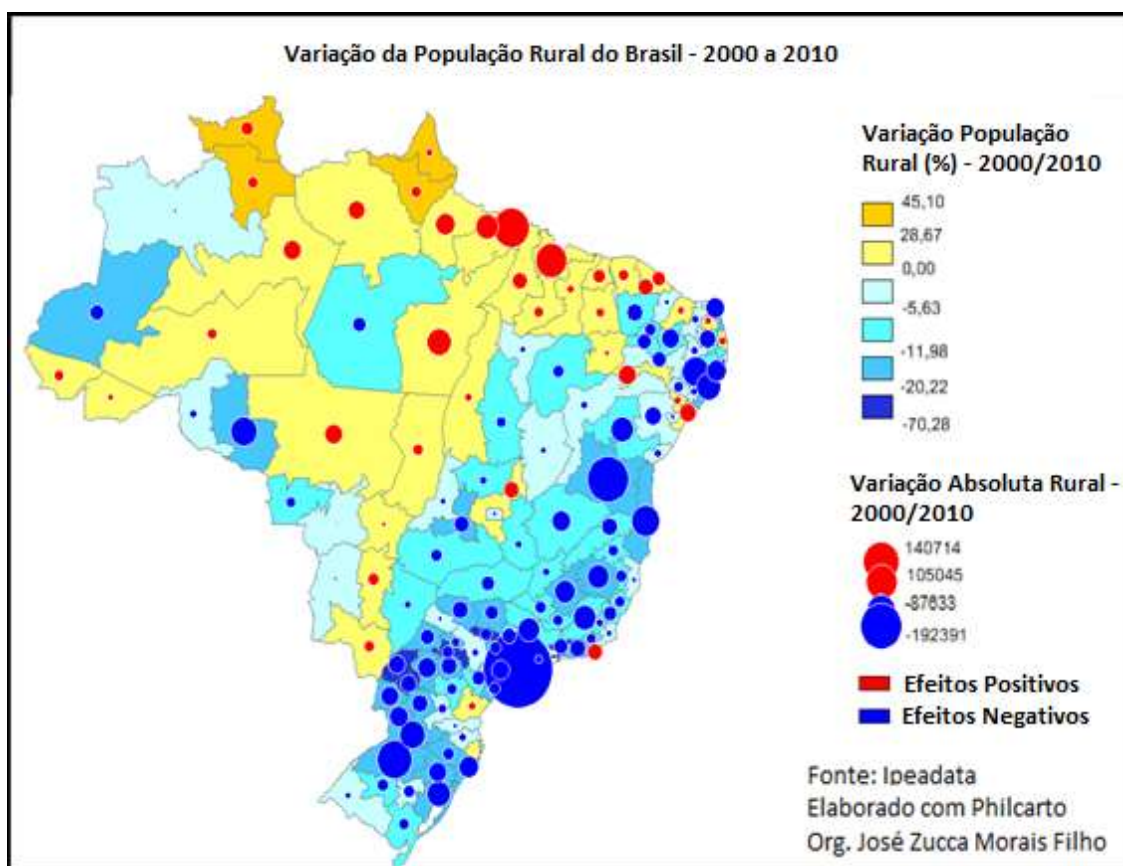 Variação da População Rural do Brasil - 2000 a 2010
Variação População
Rural (%) - 2000/2010
45,10
28,67
0,00
-5,63
-11,98
-20,22
-70,28
Variação Absoluta Rural -
2000/2010
140714
105045
-87633
-192391
Efeitos Positivos
Efeitos Negativos
Fonte: Ipeadata
Elaborado com Philcarto
Org. José Zucca Morais Filho